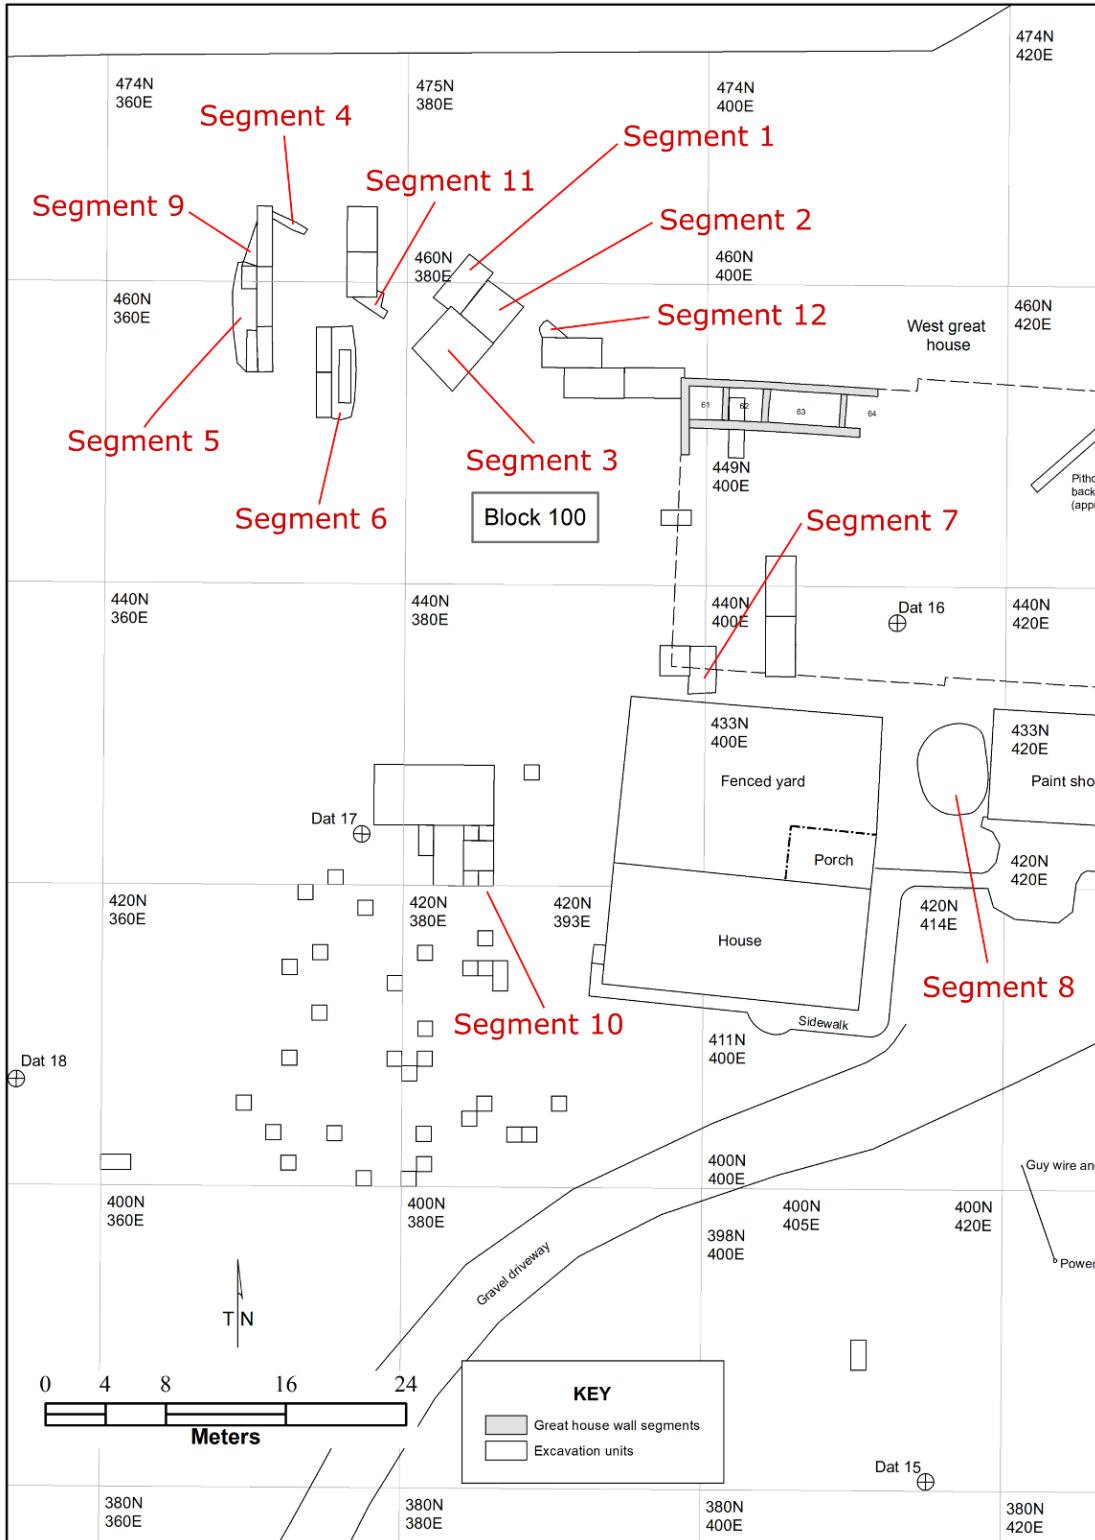 474N
360E
475N
380E
474N
400E
474N
420E
Segment 4
Segment 1
Segment 11
Segment 9
Segment 2
460N
380E
460N
400E
460N
360E
460N
420E
Segment 12
West great
house
61
62
63
64
Segment 5
Segment 3
449N
400E
Segment 6
Block 100
Segment 7
440N
360E
440N
380E
440N
400E
Dat 16
440N
420E
433N
400E
433N
420E
Fenced yard
Dat 17
Porch
420N
360E
420N
380E
420N
393E
420N
414E
420N
420E
House
Segment 8
Segment 10
Sidewalk
411N
400E
Dat 18
400N
360E
400N
380E
400N
400E
398N
400E
400N
405E
400N
420E
Guy wire
Gravel driveway
T N
0 4 8 16 24
Meters
KEY
Great house wall segments
Excavation units
Dat 15
380N
360E
380N
380E
380N
400E
380N
420E